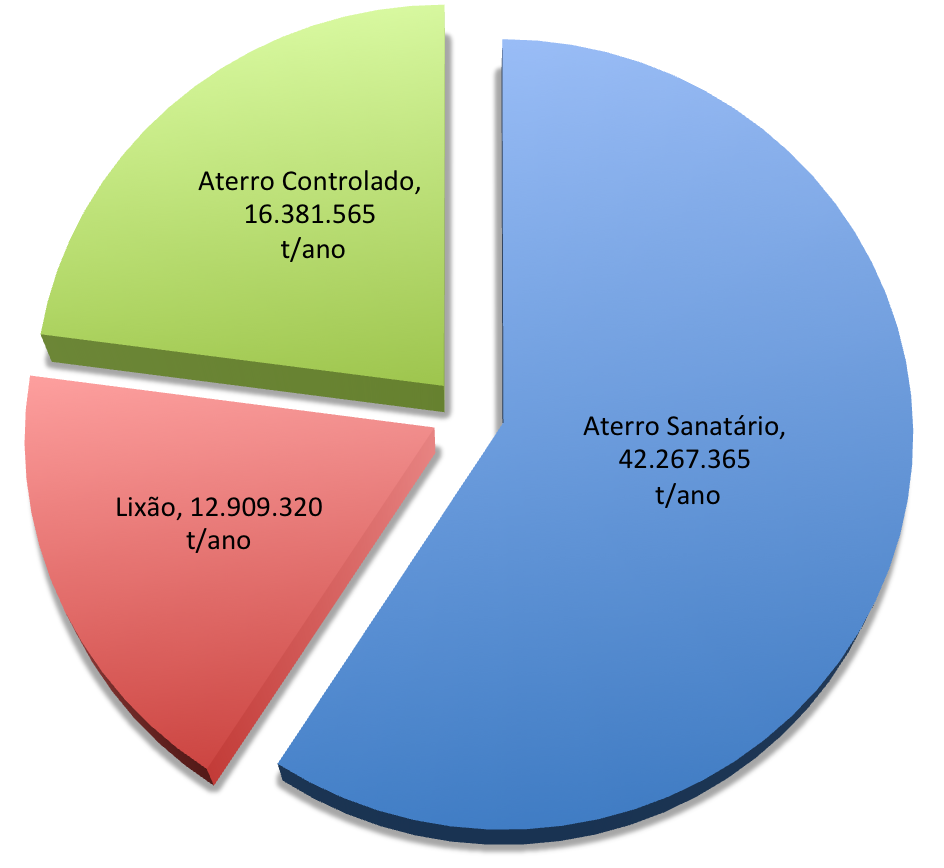 Aterro Controlado,
16.381.565
t/ano
Aterro Sanatário,
42.267.365
t/ano
Lixão, 12.909.320
t/ano